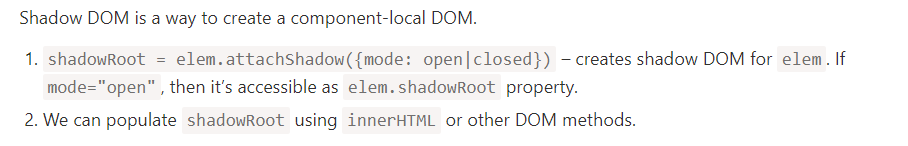 Shadow DOM is a way to create a component-local DOM.
1. shadowRoot = elem.attachShadow({mode: open|closed}) – creates shadow DOM for elem. If
mode="open", then it’s accessible as elem.shadowRoot property.
2. We can populate shadowRoot using innerHTML or other DOM methods.